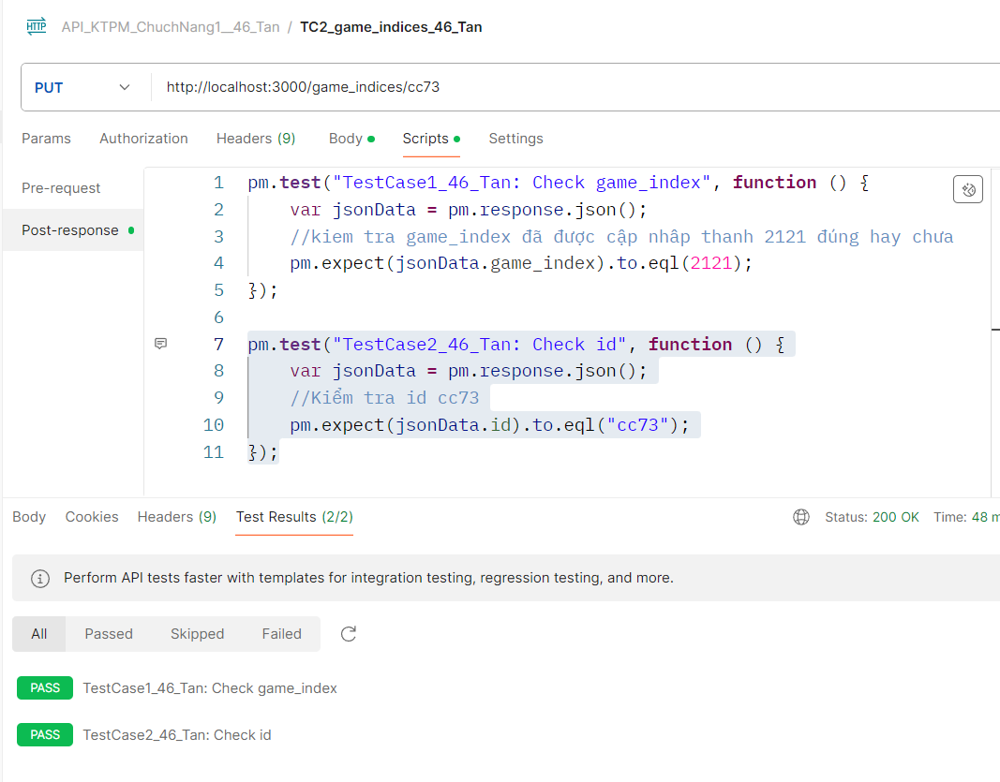 HTTP API_KTPM_ChuchNang1__46_Tan / TC2_game_indices_46_Tan
PUT http://localhost:3000/game_indices/cc73
Params Authorization Headers (9) Body Scripts Settings
Pre-request
Post-response
1 pm.test("TestCase1_46_Tan: Check game_index", function () {
2 var jsonData = pm.response.json();
3 //kiem tra game_index đã được cập nhâp thanh 2121 đúng hay chưa
4 pm.expect(jsonData.game_index).to.eql(2121);
5 });
6
7 pm.test("TestCase2_46_Tan: Check id", function () {
8 var jsonData = pm.response.json();
9 //Kiểm tra id cc73
10 pm.expect(jsonData.id).to.eql("cc73");
11 });
Body Cookies Headers (9) Test Results (2/2) Status: 200 OK Time: 48 m
Perform API tests faster with templates for integration testing, regression testing, and more.
All Passed Skipped Failed
PASS TestCase1_46_Tan: Check game_index
PASS TestCase2_46_Tan: Check id